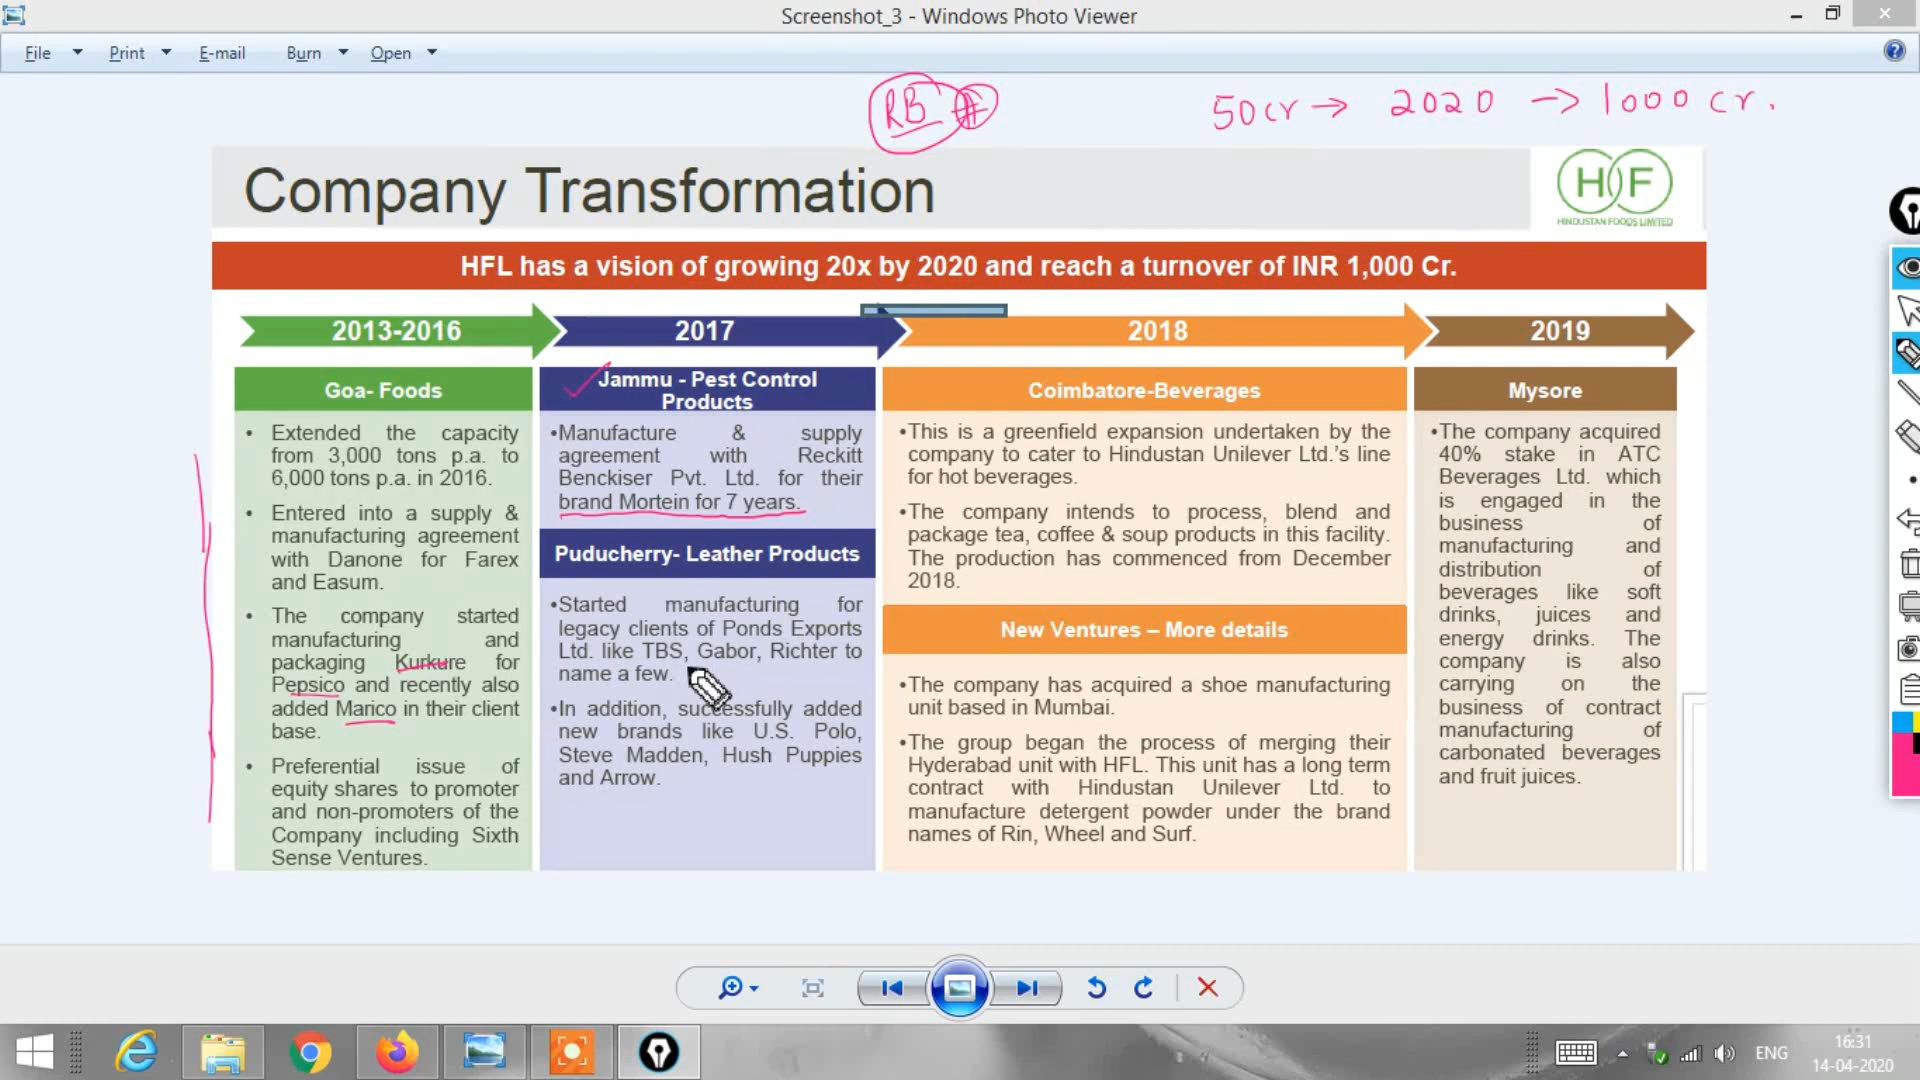 Screenshot_3 - Windows Photo Viewer
File Print E-mail Burn Open
RB
50cr → 2020 → 1000 cr.
Company Transformation
HF
HINDUSTAN FOODS LIMITED
HFL has a vision of growing 20x by 2020 and reach a turnover of INR 1,000 Cr.
2013-2016
Goa- Foods
• Extended the capacity
from 3,000 tons p.a. to
6,000 tons p.a. in 2016.
• Entered into a supply &
manufacturing agreement
with Danone for Farex
and Easum.
• The company started
manufacturing and
packaging Kurkure for
Pepsico and recently also
added Marico in their client
base.
• Preferential issue of
equity shares to promoter
and non-promoters of the
Company including Sixth
Sense Ventures.
2017
Jammu - Pest Control
Products
•Manufacture & supply
agreement with Reckitt
Benckiser Pvt. Ltd. for their
brand Mortein for 7 years.
Puducherry- Leather Products
•Started manufacturing for
legacy clients of Ponds Exports
Ltd. like TBS, Gabor, Richter to
name a few.
•In addition, successfully added
new brands like U.S. Polo,
Steve Madden, Hush Puppies
and Arrow.
2018
Coimbatore-Beverages
•This is a greenfield expansion undertaken by the
company to cater to Hindustan Unilever Ltd.'s line
for hot beverages.
•The company intends to process, blend and
package tea, coffee & soup products in this facility.
The production has commenced from December
2018.
New Ventures – More details
•The company has acquired a shoe manufacturing
unit based in Mumbai.
•The group began the process of merging their
Hyderabad unit with HFL. This unit has a long term
contract with Hindustan Unilever Ltd. to
manufacture detergent powder under the brand
names of Rin, Wheel and Surf.
2019
Mysore
•The company acquired
40% stake in ATC
Beverages Ltd. which
is engaged in the
business of
manufacturing and
distribution of
beverages like soft
drinks, juices and
energy drinks. The
company is also
carrying on the
business of contract
manufacturing of
carbonated beverages
and fruit juices.
ENG
16:31
14-04-2020